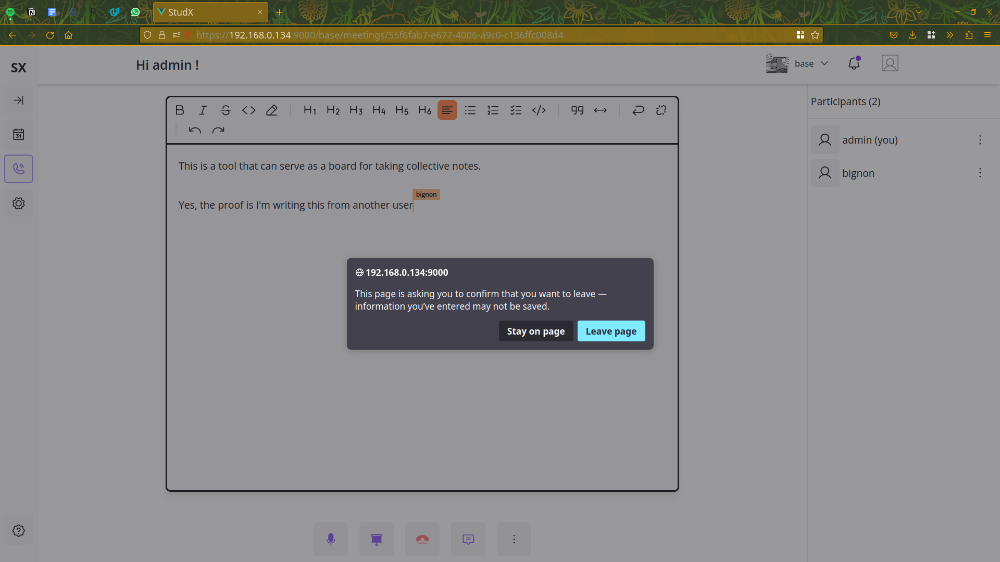 StudX
https://192.168.0.134:9000/base/meetings/55f6fab7-e677-4006-a9c0-c136ffc008d4
SX
Hi admin !
base
31
H1 H2 H3 H4 H5 H6
Participants (2)
admin (you)
bignon
This is a tool that can serve as a board for taking collective notes.
bignon
Yes, the proof is I'm writing this from another user
192.168.0.134:9000
This page is asking you to confirm that you want to leave —
information you’ve entered may not be saved.
Stay on page
Leave page